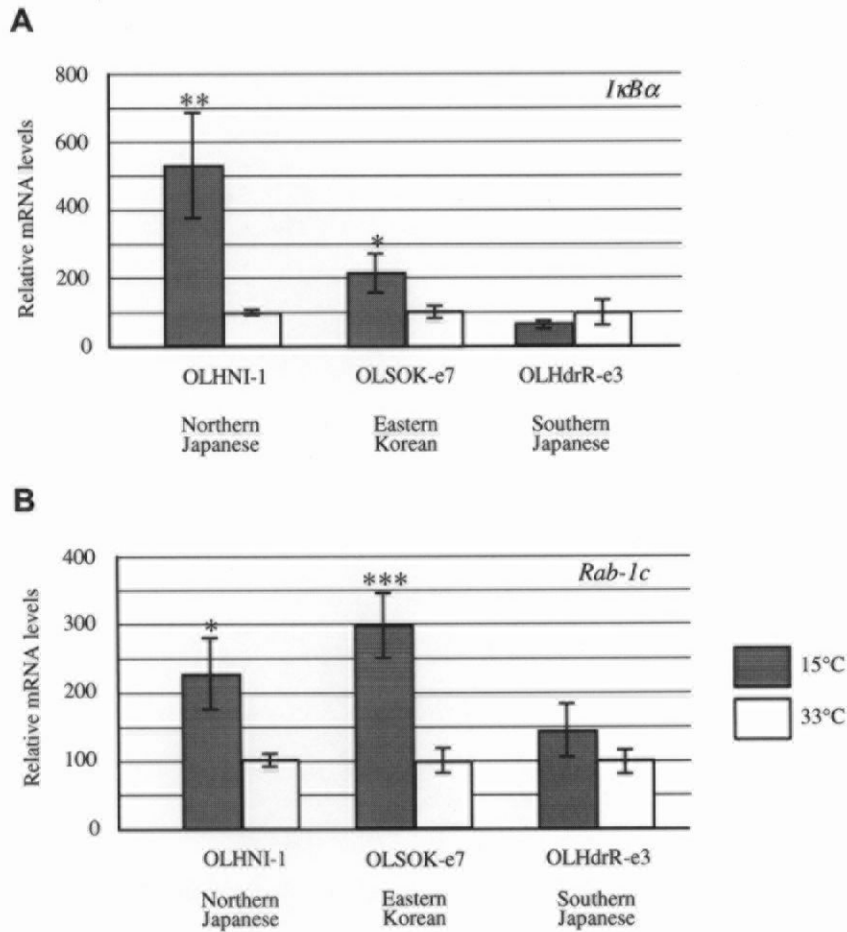 A
800
600
400
200
0
Relative mRNA levels
IκBα
**
*
OLHNI-1 OLSOK-e7 OLHdrR-e3
Northern Eastern Southern
Japanese Korean Japanese
B
400
300
200
100
0
Relative mRNA levels
Rab-1c
***
*
15°C
33°C
OLHNI-1 OLSOK-e7 OLHdrR-e3
Northern Eastern Southern
Japanese Korean Japanese